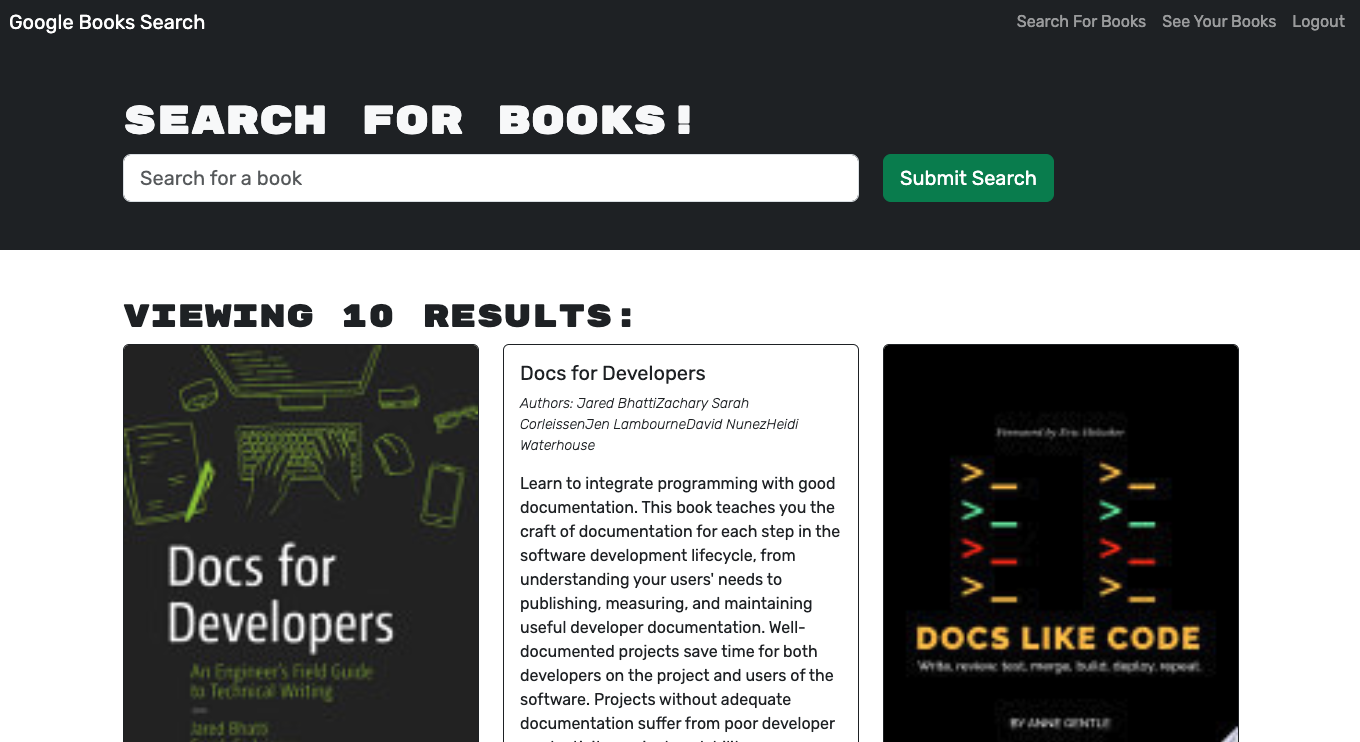 Google Books Search
Search For Books
See Your Books
Logout
SEARCH FOR BOOKS!
Search for a book
Submit Search
VIEWING 10 RESULTS:
Docs for
Developers
An Engineer's Field Guide
to Technical Writing
Jared Bhatti
Docs for Developers
Authors: Jared BhattiZachary Sarah
CorleissenJen LambourneDavid NunezHeidi
Waterhouse
Learn to integrate programming with good
documentation. This book teaches you the
craft of documentation for each step in the
software development lifecycle, from
understanding your users' needs to
publishing, measuring, and maintaining
useful developer documentation. Well-
documented projects save time for both
developers on the project and users of the
software. Projects without adequate
documentation suffer from poor developer
Foreword by Eric Holscher
>_ >_
>_ >_
>_ >_
>_ >_
DOCS LIKE CODE
Write, review, test, merge, build, deploy, repeat.
BY ANNE GENTLE